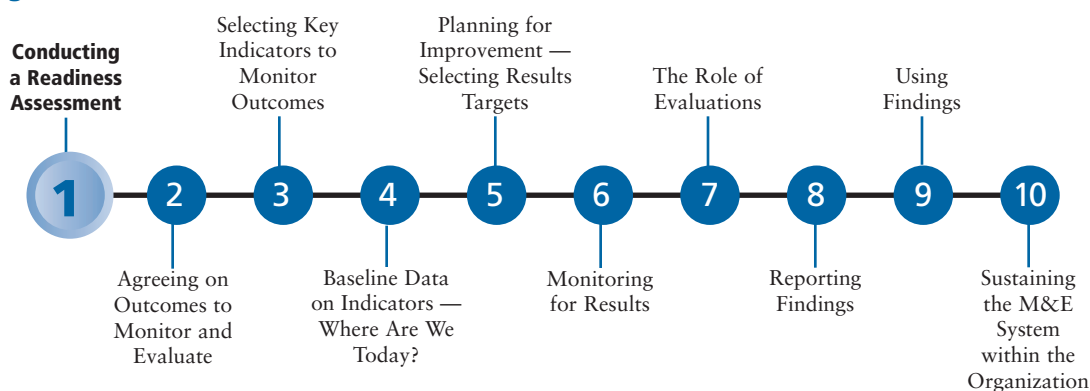 Conducting
a Readiness
Assessment
Selecting Key
Indicators to
Monitor
Outcomes
Planning for
Improvement —
Selecting Results
Targets
The Role of
Evaluations
Using
Findings
1
2
3
4
5
6
7
8
9
10
Agreeing on
Outcomes to
Monitor and
Evaluate
Baseline Data
on Indicators —
Where Are We
Today?
Monitoring
for Results
Reporting
Findings
Sustaining
the M&E
System
within the
Organization